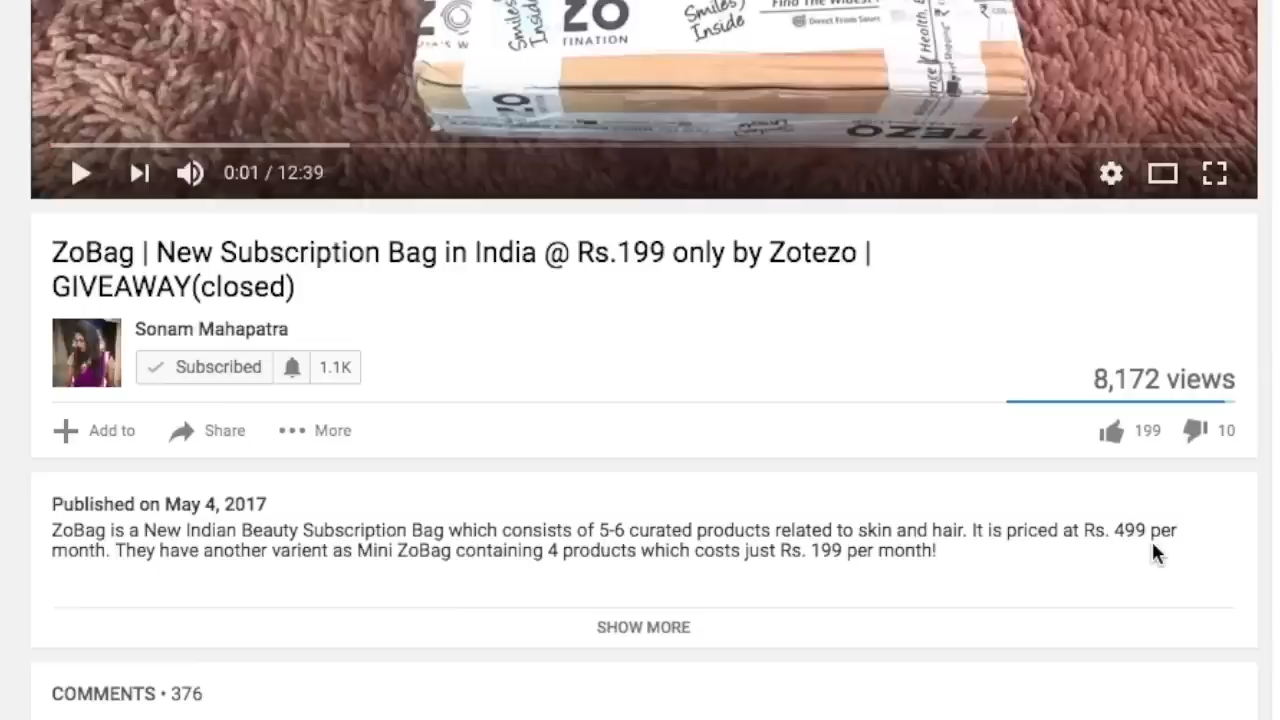 Smiles Inside
ZO
TINATION
Smiles Inside
Find The Widest
Direct From
ZO
TEZO
0:01 / 12:39
ZoBag | New Subscription Bag in India @ Rs.199 only by Zotezo |
GIVEAWAY(closed)
Sonam Mahapatra
Subscribed 1.1K
8,172 views
Add to Share More 199 10
Published on May 4, 2017
ZoBag is a New Indian Beauty Subscription Bag which consists of 5-6 curated products related to skin and hair. It is priced at Rs. 499 per
month. They have another varient as Mini ZoBag containing 4 products which costs just Rs. 199 per month!
SHOW MORE
COMMENTS • 376